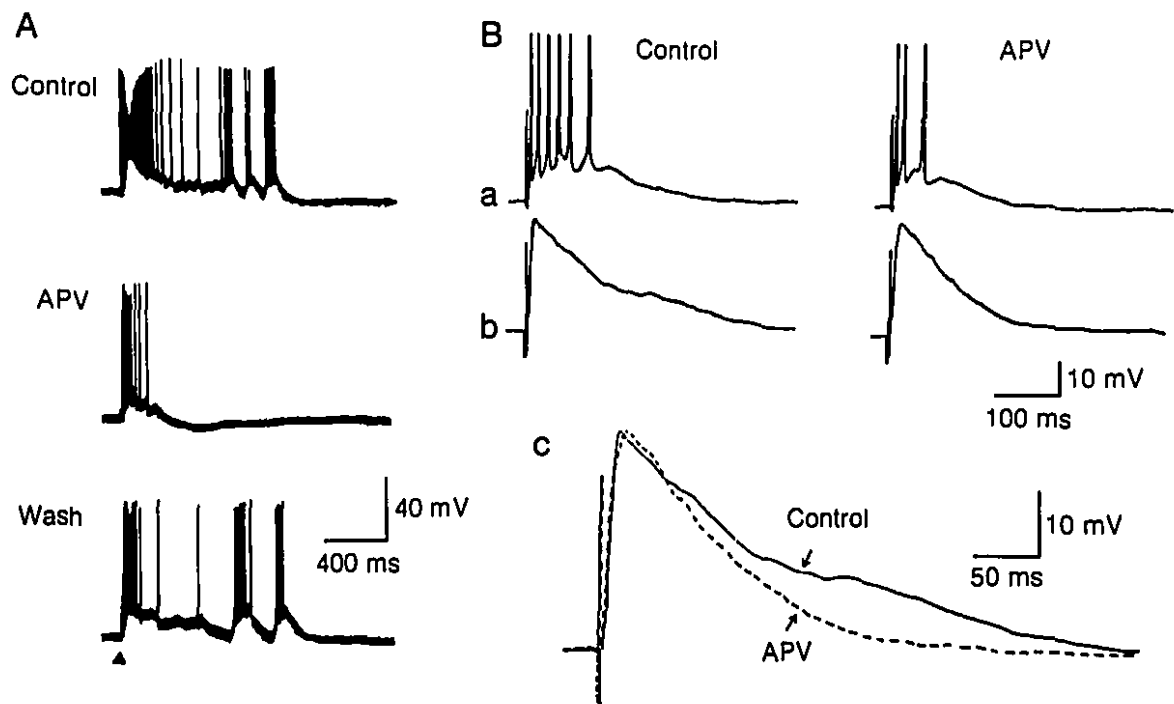 A
Control
APV
Wash
40 mV
400 ms
B
Control
APV
a
b
10 mV
100 ms
c
Control
APV
10 mV
50 ms